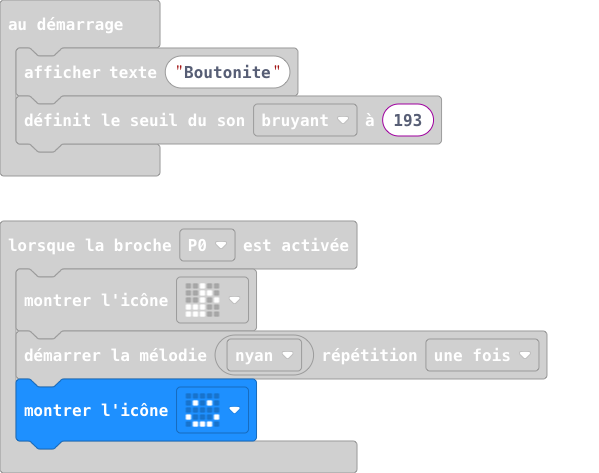 au démarrage
afficher texte "Boutonite"
définit le seuil du son bruyant à 193
lorsque la broche P0 est activée
montrer l'icône
démarrer la mélodie nyan répétition une fois
montrer l'icône